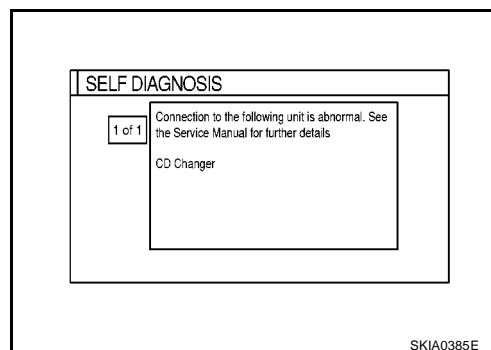 SELF DIAGNOSIS
1 of 1
Connection to the following unit is abnormal. See
the Service Manual for further details
CD Changer
SKIA0385E